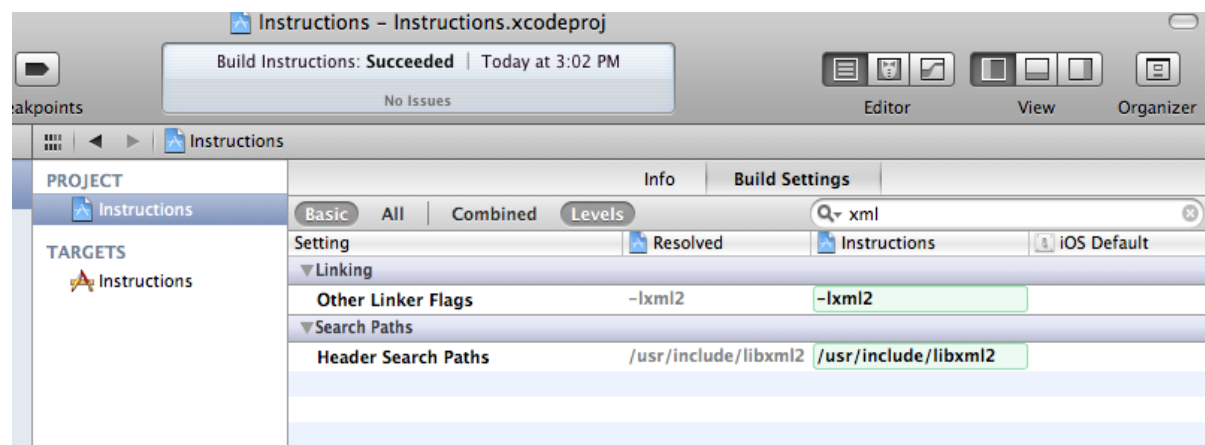 Instructions – Instructions.xcodeproj
Build Instructions: Succeeded | Today at 3:02 PM
No Issues
akpoints Editor View Organizer
Instructions
PROJECT
Instructions
TARGETS
Instructions
Info Build Settings
Basic All Combined Levels xml
Setting Resolved Instructions iOS Default
Linking
Other Linker Flags -lxml2 -lxml2
Search Paths
Header Search Paths /usr/include/libxml2 /usr/include/libxml2